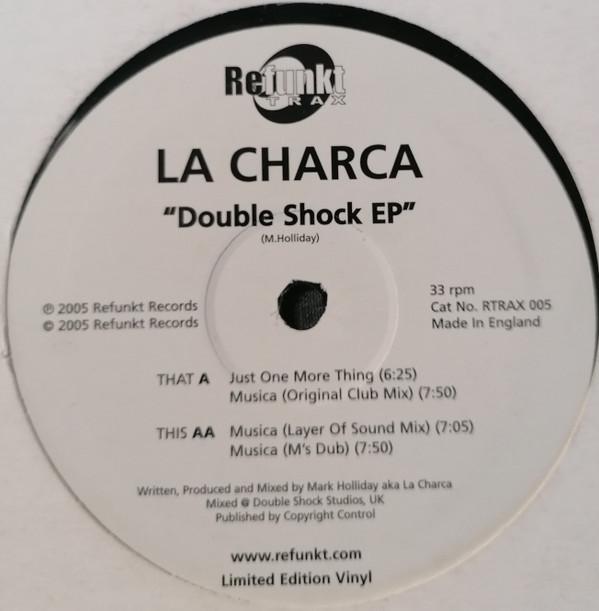 Refunkt
TRAX
LA CHARCA
"Double Shock EP"
(M.Holliday)
℗ 2005 Refunkt Records
© 2005 Refunkt Records
33 rpm
Cat No. RTRAX 005
Made In England
THAT A Just One More Thing (6:25)
Musica (Original Club Mix) (7:50)
THIS AA Musica (Layer Of Sound Mix) (7:05)
Musica (M's Dub) (7:50)
Written, Produced and Mixed by Mark Holliday aka La Charca
Mixed @ Double Shock Studios, UK
Published by Copyright Control
www.refunkt.com
Limited Edition Vinyl